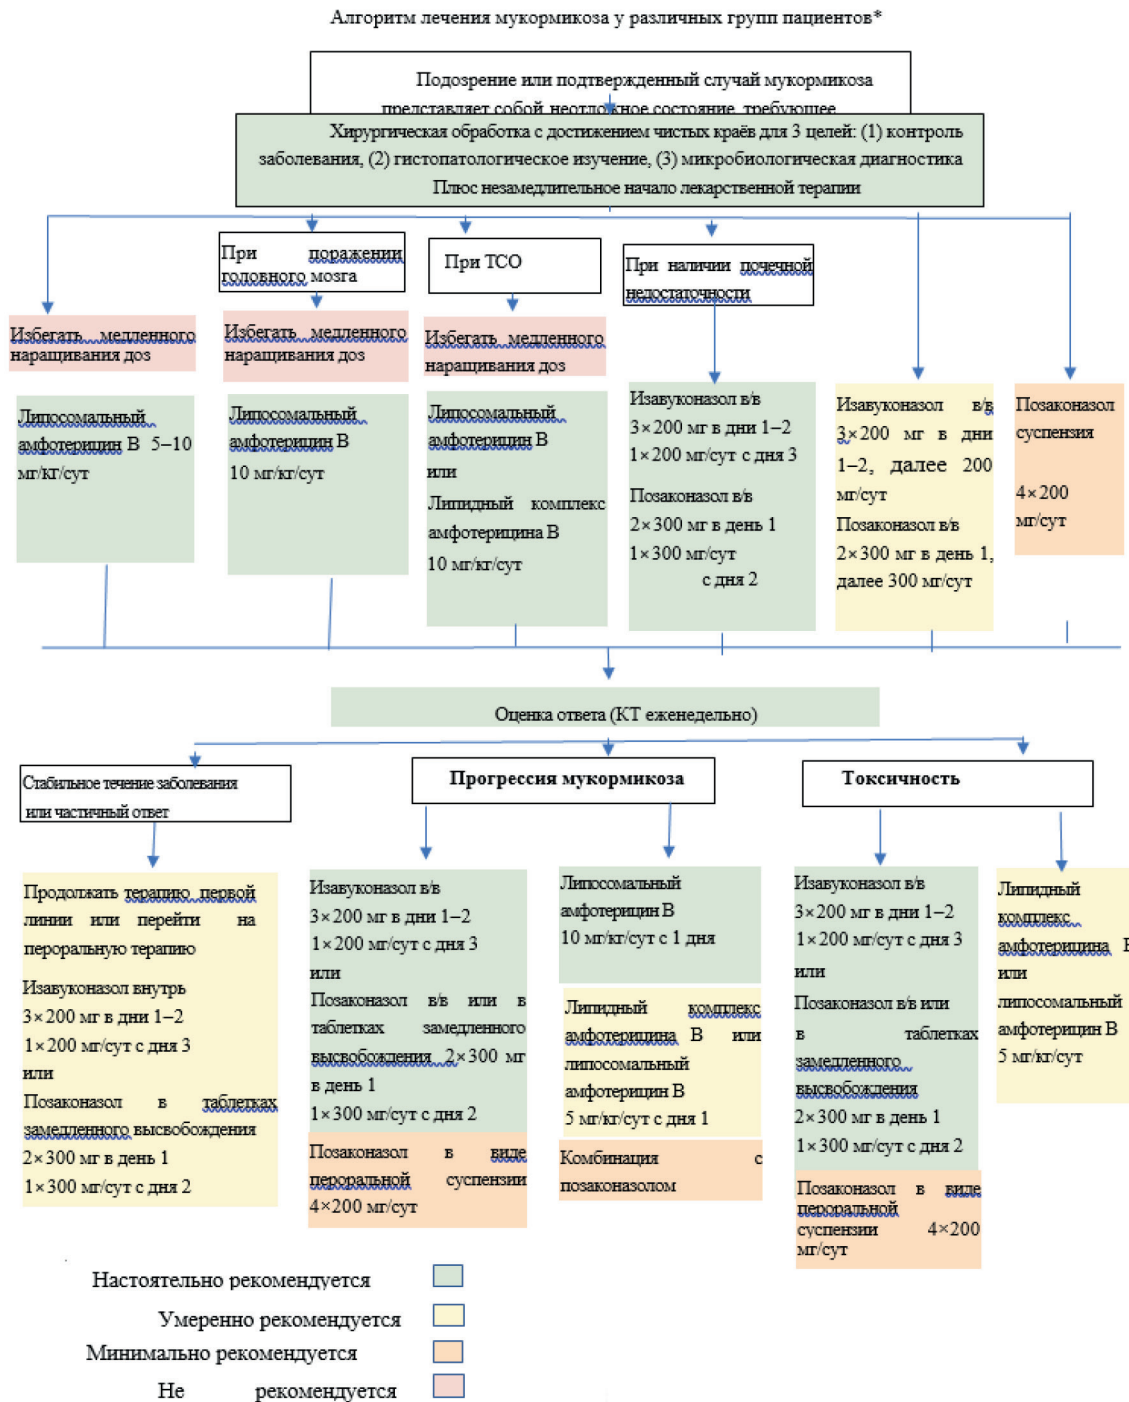 Алгоритм лечения мукормикоза у различных групп пациентов*
Подозрение или подтвержденный случай мукормикоза
представляет собой неотложное состояние, требующее
Хирургическая обработка с достижением чистых краёв для 3 целей: (1) контроль
заболевания, (2) гистопатологическое изучение, (3) микробиологическая диагностика
Плюс незамедлительное начало лекарственной терапии
При поражении
головного мозга
При ТСО
При наличии почечной
недостаточности
Избегать медленного
наращивания доз
Избегать медленного
наращивания доз
Избегать медленного
наращивания доз
Липосомальный
амфотерицин В 5–10
мг/кг/сут
Липосомальный
амфотерицин В
10 мг/кг/сут
Липосомальный
амфотерицин В
или
Липидный комплекс
амфотерицина В
10 мг/кг/сут
Изавуконазол в/в
3×200 мг в дни 1–2
1×200 мг/сут с дня 3
Позаконазол в/в
2×300 мг в день 1
1×300 мг/сут
с дня 2
Изавуконазол в/в
3×200 мг в дни
1–2, далее 200
мг/сут
Позаконазол в/в
2×300 мг в день 1,
далее 300 мг/сут
Позаконазол
суспензия
4×200
мг/сут
Оценка ответа (КТ еженедельно)
Стабильное течение заболевания
или частичный ответ
Прогрессия мукормикоза
Токсичность
Продолжать терапию первой
линии или перейти на
пероральную терапию
Изавуконазол внутрь
3×200 мг в дни 1–2
1×200 мг/сут с дня 3
или
Позаконазол в таблетках
замедленного высвобождения
2×300 мг в день 1
1×300 мг/сут с дня 2
Изавуконазол в/в
3×200 мг в дни 1–2
1×200 мг/сут с дня 3
или
Позаконазол в/в или в
таблетках замедленного
высвобождения 2×300 мг
в день 1
1×300 мг/сут с дня 2
Позаконазол в виде
пероральной суспензии
4×200 мг/сут
Липосомальный
амфотерицин В
10 мг/кг/сут с 1 дня
Липидный комплекс
амфотерицина В или
липосомальный
амфотерицин В
5 мг/кг/сут с дня 1
Комбинация с
позаконазолом
Изавуконазол в/в
3×200 мг в дни 1–2
1×200 мг/сут с дня 3
или
Позаконазол в/в или
в таблетках
замедленного
высвобождения
2×300 мг в день 1
1×300 мг/сут с дня 2
Позаконазол в виде
пероральной
суспензии 4×200
мг/сут
Липидный
комплекс
амфотерицина В
или
липосомальный
амфотерицин В
5 мг/кг/сут
Настоятельно рекомендуется
Умеренно рекомендуется
Минимально рекомендуется
Не рекомендуется